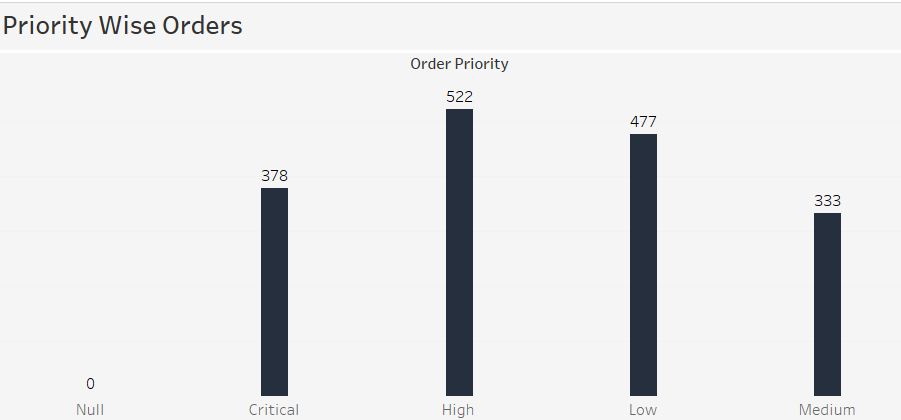 Priority Wise Orders
Order Priority
522
477
378
333
0
Null Critical High Low Medium